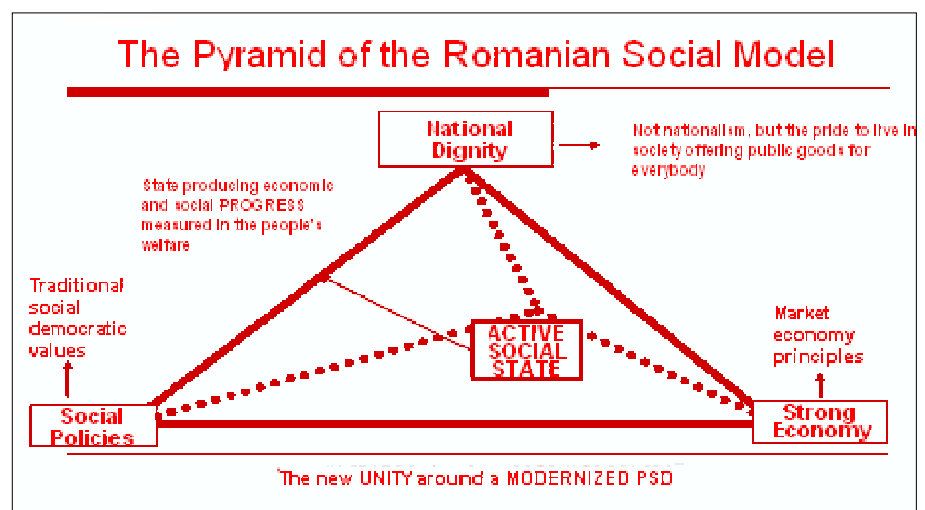 The Pyramid of the Romanian Social Model
National
Dignity
Not nationalism, but the pride to live in
society offering public goods for
everybody
State producing economic
and social PROGRESS
measured in the people's
welfare
Traditional
social
democratic
values
ACTIVE
SOCIAL
STATE
Market
economy
principles
Social
Policies
Strong
Economy
'The new UNITY around a MODERNIZED PSD